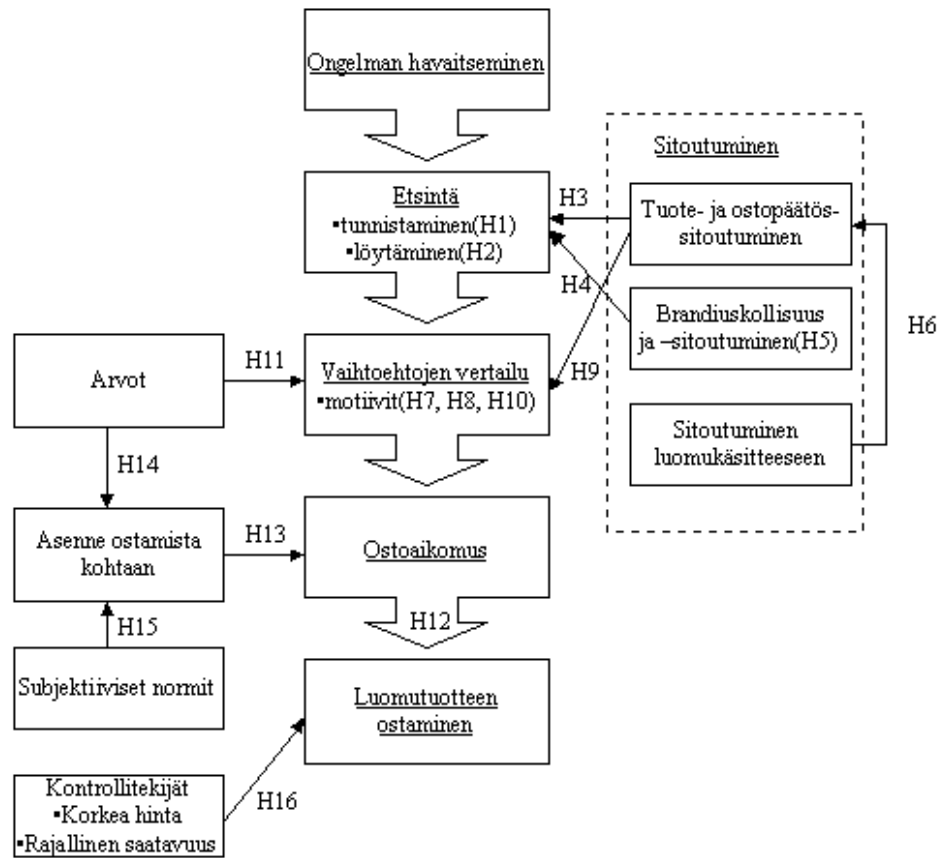 Ongelman havaitseminen
Sitoutuminen
Etsintä
▪tunnistaminen(H1)
▪löytäminen(H2)
H3
Tuote- ja ostopäätös-
sitoutuminen
H4
Brandiuskollisuus
ja –sitoutuminen(H5)
H6
Arvot
H11
Vaihtoehtojen vertailu
▪motiivit(H7, H8, H10)
H9
Sitoutuminen
luomukäsitteeseen
H14
Asenne ostamista
kohtaan
H13
Ostoaikomus
H15
H12
Subjektiiviset normit
Luomutuotteen
ostaminen
Kontrollitekijät
▪Korkea hinta
▪Rajallinen saatavuus
H16